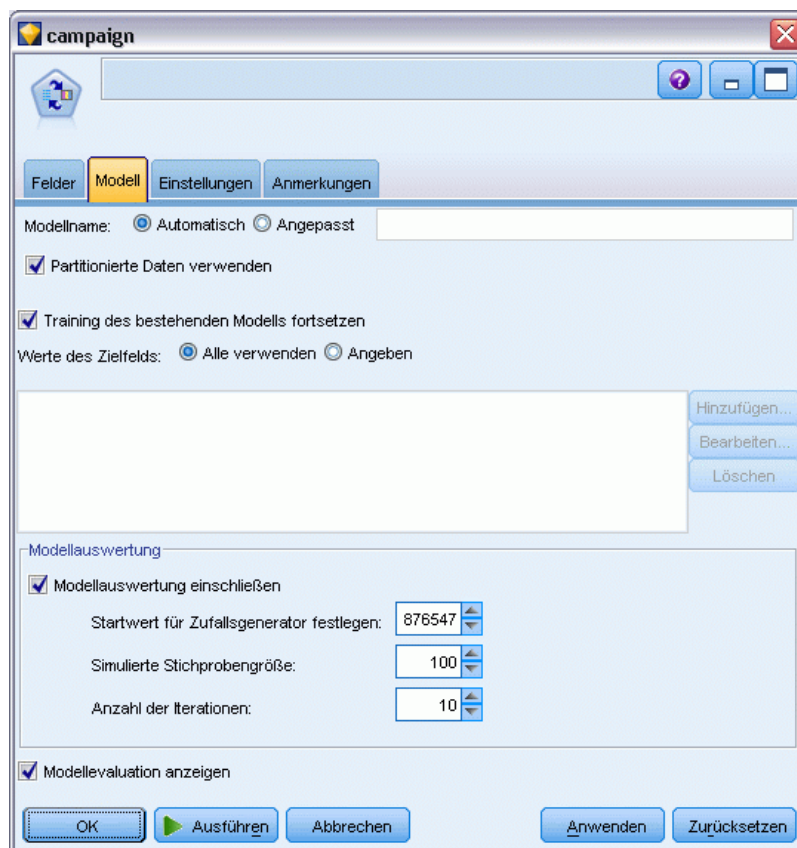 campaign
Felder Modell Einstellungen Anmerkungen
Modellname: Automatisch Angepasst
Partitionierte Daten verwenden
Training des bestehenden Modells fortsetzen
Werte des Zielfelds: Alle verwenden Angeben
Hinzufügen...
Bearbeiten...
Löschen
Modellauswertung
Modellauswertung einschließen
Startwert für Zufallsgenerator festlegen: 876547
Simulierte Stichprobengröße: 100
Anzahl der Iterationen: 10
Modellevaluation anzeigen
OK Ausführen Abbrechen Anwenden Zurücksetzen